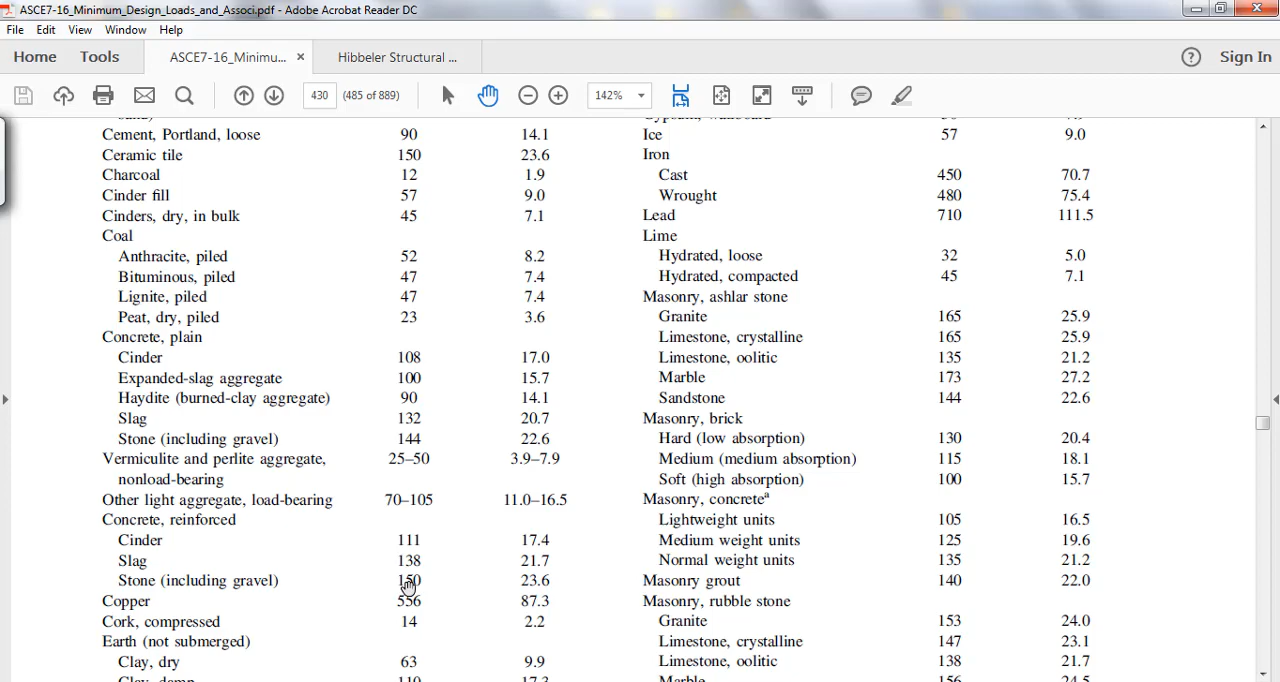 ASCE7-16_Minimum_Design_Loads_and_Associ.pdf - Adobe Acrobat Reader DC
File Edit View Window Help
Home Tools ASCE7-16_Minimu... × Hibbeler Structural ... ? Sign In
430 (485 of 889) 142%
Cement, Portland, loose 90 14.1
Ceramic tile 150 23.6
Charcoal 12 1.9
Cinder fill 57 9.0
Cinders, dry, in bulk 45 7.1
Coal
Anthracite, piled 52 8.2
Bituminous, piled 47 7.4
Lignite, piled 47 7.4
Peat, dry, piled 23 3.6
Concrete, plain
Cinder 108 17.0
Expanded-slag aggregate 100 15.7
Haydite (burned-clay aggregate) 90 14.1
Slag 132 20.7
Stone (including gravel) 144 22.6
Vermiculite and perlite aggregate, 25–50 3.9–7.9
nonload-bearing
Other light aggregate, load-bearing 70–105 11.0–16.5
Concrete, reinforced
Cinder 111 17.4
Slag 138 21.7
Stone (including gravel) 150 23.6
Copper 556 87.3
Cork, compressed 14 2.2
Earth (not submerged)
Clay, dry 63 9.9
Clay, damp 110 17.3
Ice 57 9.0
Iron
Cast 450 70.7
Wrought 480 75.4
Lead 710 111.5
Lime
Hydrated, loose 32 5.0
Hydrated, compacted 45 7.1
Masonry, ashlar stone
Granite 165 25.9
Limestone, crystalline 165 25.9
Limestone, oolitic 135 21.2
Marble 173 27.2
Sandstone 144 22.6
Masonry, brick
Hard (low absorption) 130 20.4
Medium (medium absorption) 115 18.1
Soft (high absorption) 100 15.7
Masonry, concreteᵃ
Lightweight units 105 16.5
Medium weight units 125 19.6
Normal weight units 135 21.2
Masonry grout 140 22.0
Masonry, rubble stone
Granite 153 24.0
Limestone, crystalline 147 23.1
Limestone, oolitic 138 21.7
Marble 156 24.5